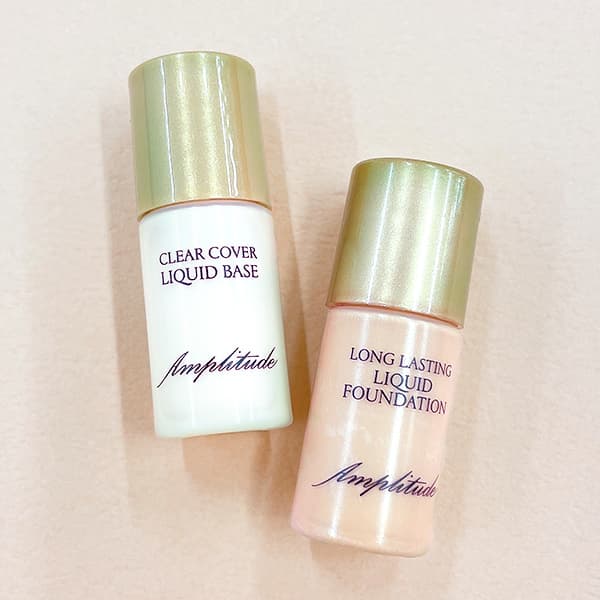 CLEAR COVER
LIQUID BASE
Amplitude
LONG LASTING
LIQUID
FOUNDATION
Amplitude